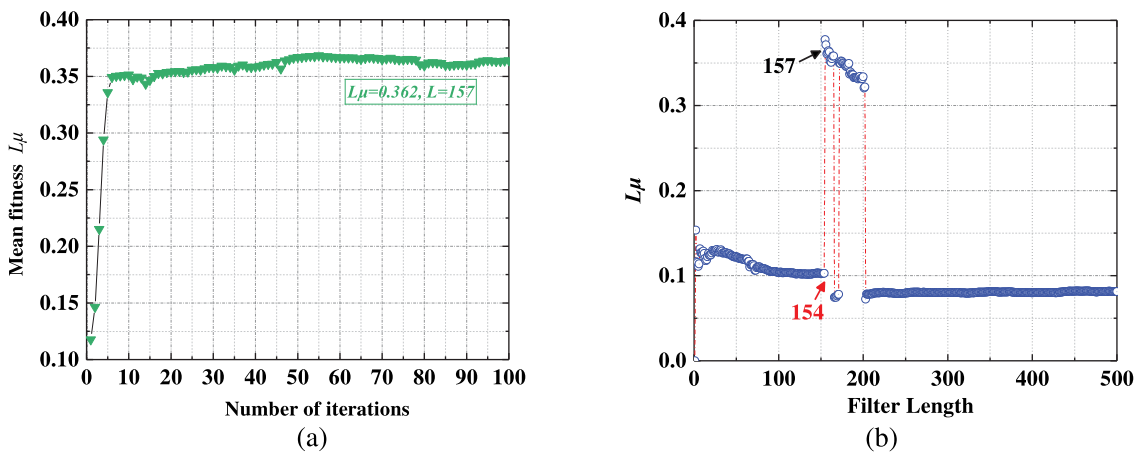 0.40
0.35
0.30
0.25
0.20
0.15
0.10
Mean fitness Lμ
Lμ=0.362, L=157
0 10 20 30 40 50 60 70 80 90 100
Number of iterations
(a)
0.4
0.3
0.2
0.1
0.0
Lμ
157
154
0 100 200 300 400 500
Filter Length
(b)